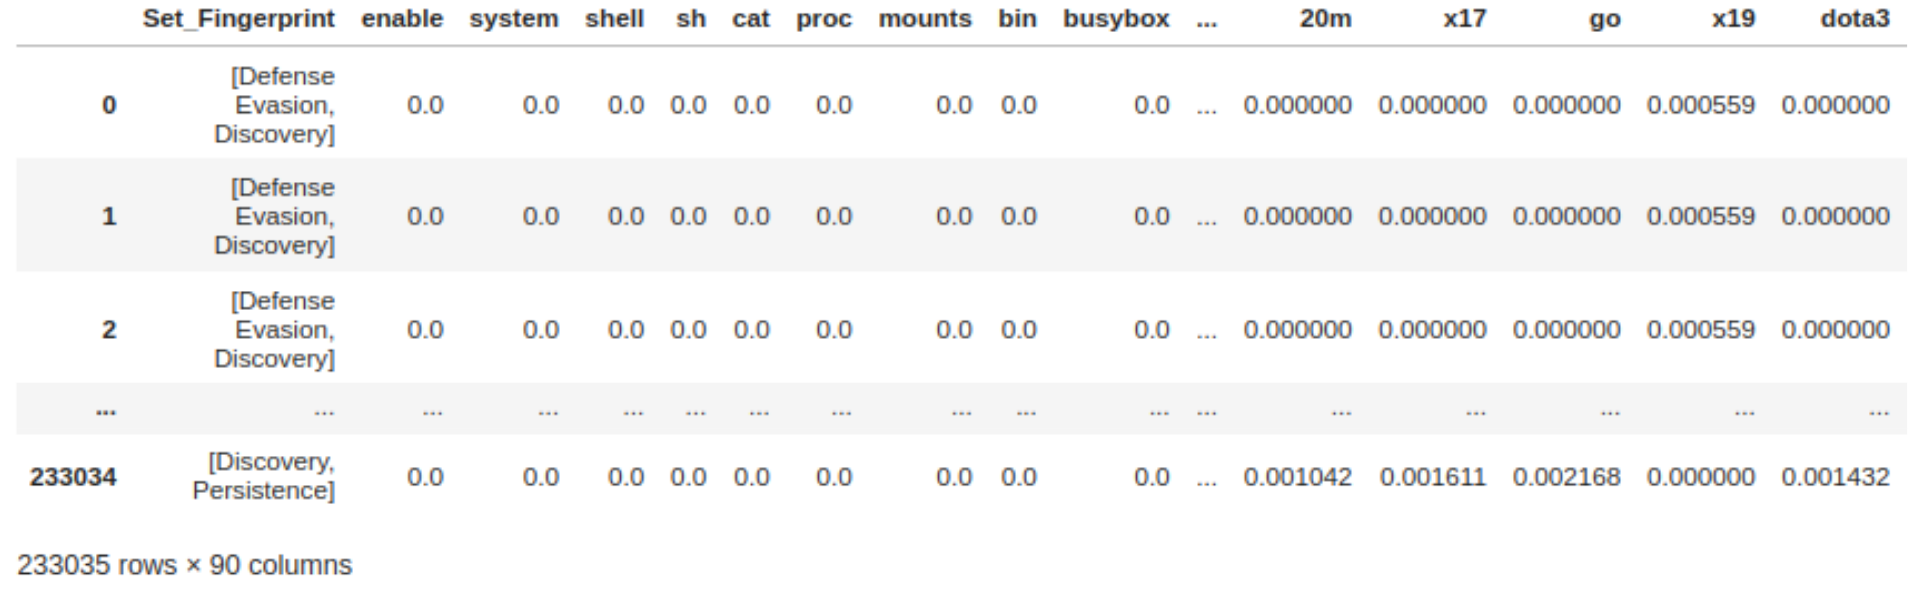 Set_Fingerprint enable system shell sh cat proc mounts bin busybox ... 20m x17 go x19 dota3
[Defense
0 Evasion, 0.0 0.0 0.0 0.0 0.0 0.0 0.0 0.0 0.0 ... 0.000000 0.000000 0.000000 0.000559 0.000000
Discovery]
[Defense
1 Evasion, 0.0 0.0 0.0 0.0 0.0 0.0 0.0 0.0 0.0 ... 0.000000 0.000000 0.000000 0.000559 0.000000
Discovery]
[Defense
2 Evasion, 0.0 0.0 0.0 0.0 0.0 0.0 0.0 0.0 0.0 ... 0.000000 0.000000 0.000000 0.000559 0.000000
Discovery]
... ... ... ... ... ... ... ... ... ... ... ... ... ... ... ... ...
[Discovery,
233034 0.0 0.0 0.0 0.0 0.0 0.0 0.0 0.0 0.0 ... 0.001042 0.001611 0.002168 0.000000 0.001432
Persistence]
233035 rows × 90 columns